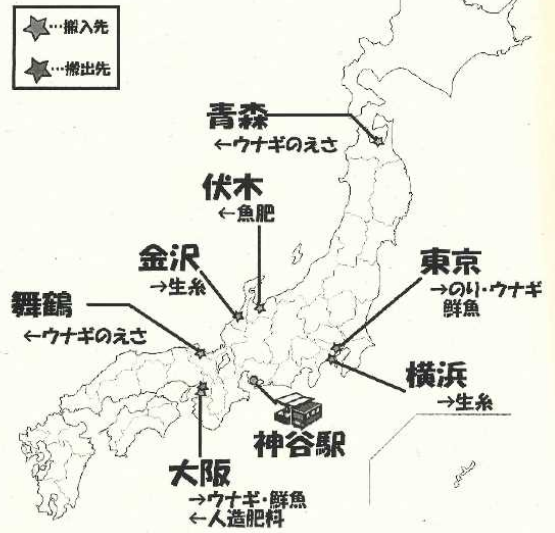 ★…搬入先
★…搬出先
青森
←ウナギのえさ
伏木
←魚肥
金沢
→生糸
東京
→のり・ウナギ
鮮魚
舞鶴
←ウナギのえさ
横浜
→生糸
神谷駅
大阪
→ウナギ・鮮魚
←人造肥料